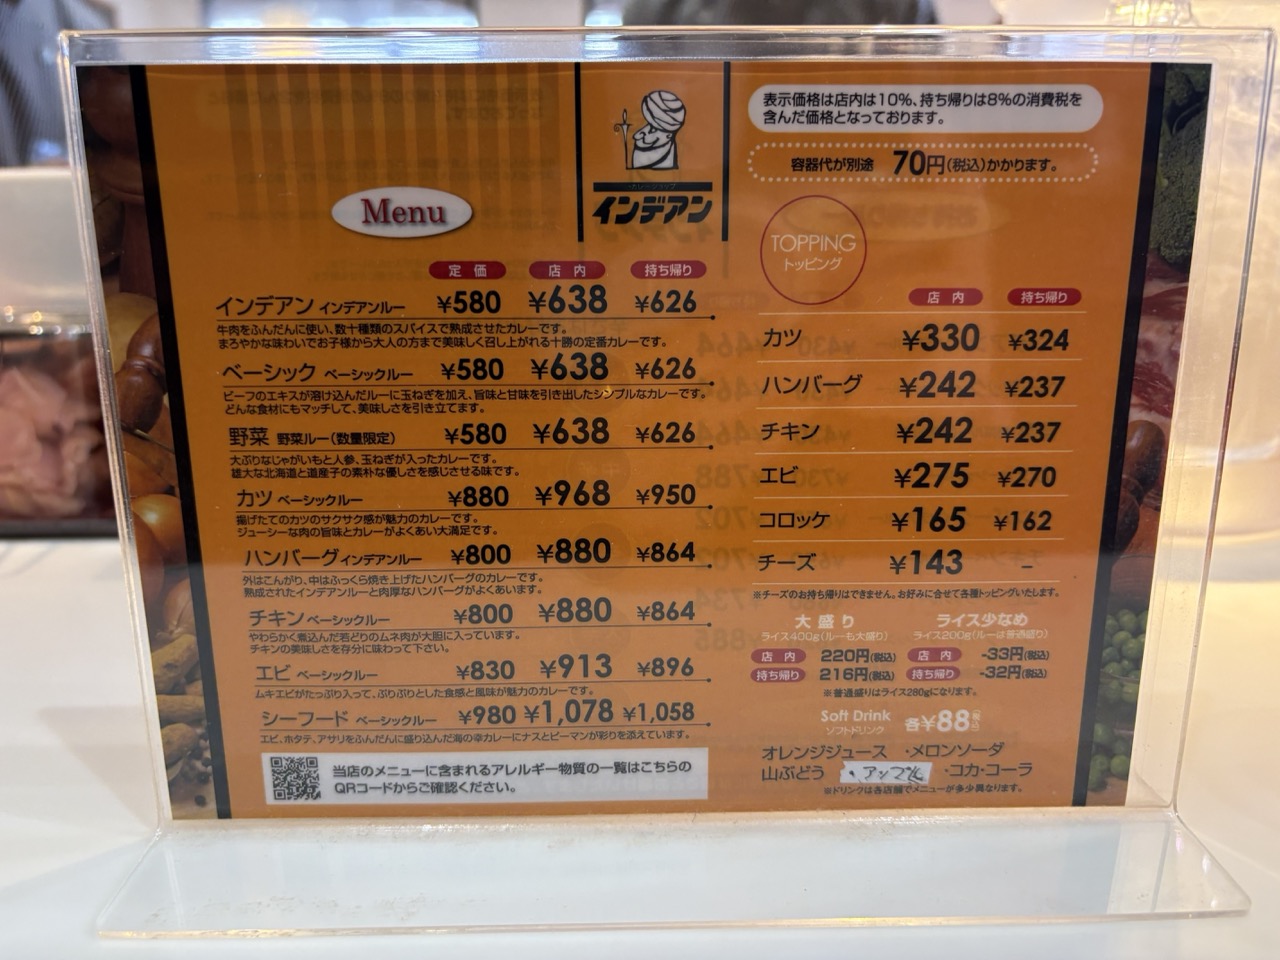 カレーショップ
インデアン
Menu
定価 店内 持ち帰り
インデアン インデアンルー ¥580 ¥638 ¥626
牛肉をふんだんに使い、数十種類のスパイスで熟成させたカレーです。
まろやかな味わいでお子様から大人の方まで美味しく召し上がれる十勝の定番カレーです。
ベーシック ベーシックルー ¥580 ¥638 ¥626
ビーフのエキスが溶け込んだルーに玉ねぎを加え、旨味と甘味を引き出したシンプルなカレーです。
どんな食材にもマッチして、美味しさを引き立てます。
野菜 野菜ルー(数量限定) ¥580 ¥638 ¥626
大ぶりなじゃがいもと人参、玉ねぎが入ったカレーです。
雄大な北海道と道産子の素朴な優しさを感じさせる味です。
カツ ベーシックルー ¥880 ¥968 ¥950
揚げたてのカツのサクサク感が魅力のカレーです。
ジューシーな肉の旨味とカレーがよくあい大満足です。
ハンバーグ インデアンルー ¥800 ¥880 ¥864
外はこんがり、中はふっくら焼き上げたハンバーグのカレーです。
熟成されたインデアンルーと肉厚なハンバーグがよくあいます。
チキン ベーシックルー ¥800 ¥880 ¥864
やわらかく煮込んだ若どりのムネ肉が大胆に入っています。
チキンの美味しさを存分に味わって下さい。
エビ ベーシックルー ¥830 ¥913 ¥896
ムキエビがたっぷり入って、ぷりぷりとした食感と風味が魅力のカレーです。
シーフード ベーシックルー ¥980 ¥1,078 ¥1,058
エビ、ホタテ、アサリをふんだんに盛り込んだ海の幸カレーにナスとピーマンが彩りを添えています。
当店のメニューに含まれるアレルギー物質の一覧はこちらの
QRコードからご確認ください。
表示価格は店内は10%、持ち帰りは8%の消費税を
含んだ価格となっております。
容器代が別途 70円(税込)かかります。
TOPPING
トッピング
店内 持ち帰り
カツ ¥330 ¥324
ハンバーグ ¥242 ¥237
チキン ¥242 ¥237
エビ ¥275 ¥270
コロッケ ¥165 ¥162
チーズ ¥143 -
※チーズのお持ち帰りはできません。お好みに合せて各種トッピングいたします。
大盛り ライス少なめ
ライス400g(ルーも大盛り) ライス200g(ルーは普通盛り)
店内 220円(税込) 店内 -33円(税込)
持ち帰り 216円(税込) 持ち帰り -32円(税込)
※普通盛りはライス280gになります。
Soft Drink
ソフトドリンク 各¥88(税込)
オレンジジュース ・メロンソーダ
山ぶどう ・コカ・コーラ
※ドリンクは各店舗でメニューが多少異なります。